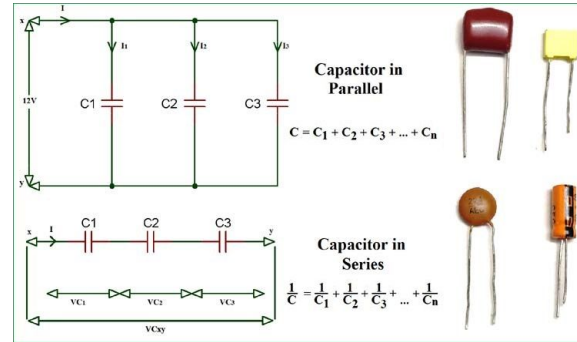 x I
I1 I2 I3
12V
C1 C2 C3
y
Capacitor in
Parallel
C = C1 + C2 + C3 + ... + Cn
C1 C2 C3
x I y
VC1 VC2 VC3
VCxy
Capacitor in
Series
1/C = 1/C1 + 1/C2 + 1/C3 + ... + 1/Cn